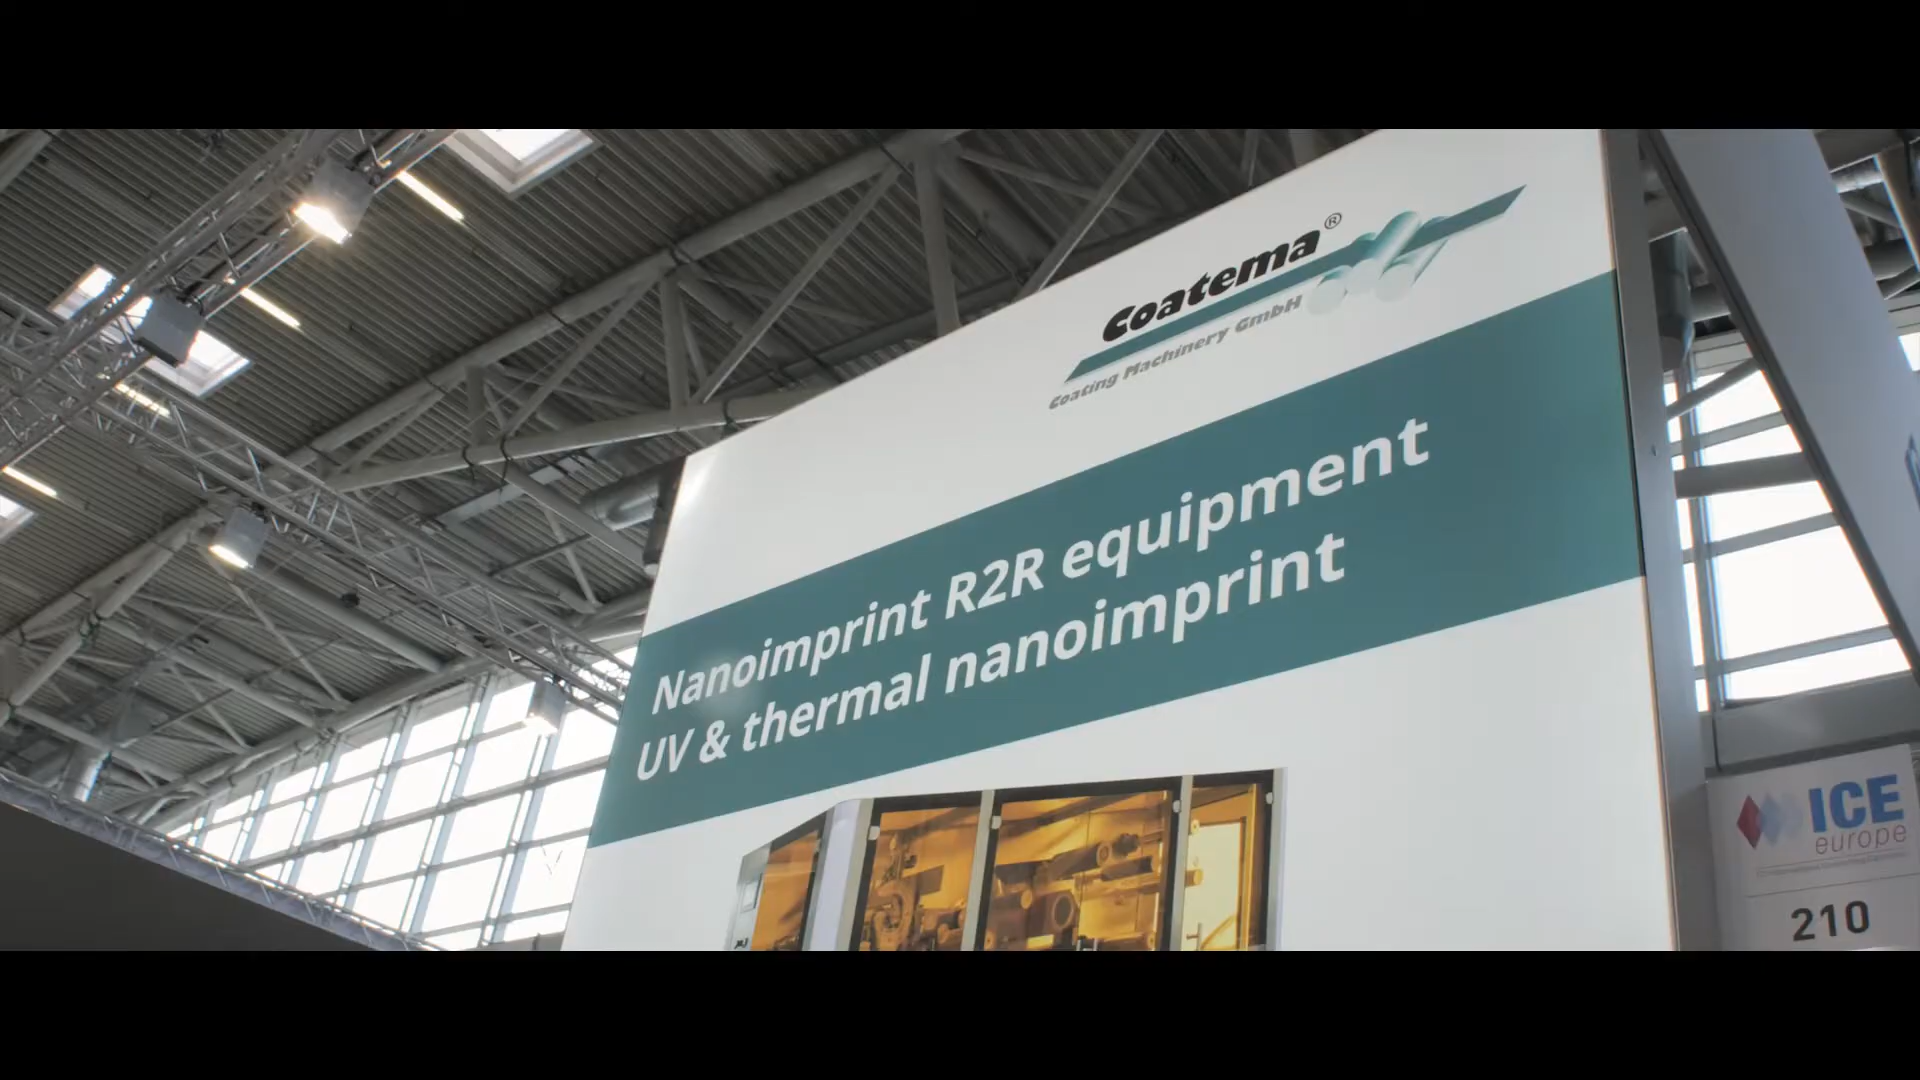 Coatema®
Coating Machinery GmbH
Nanoimprint R2R equipment
UV & thermal nanoimprint
ICE
europe
210